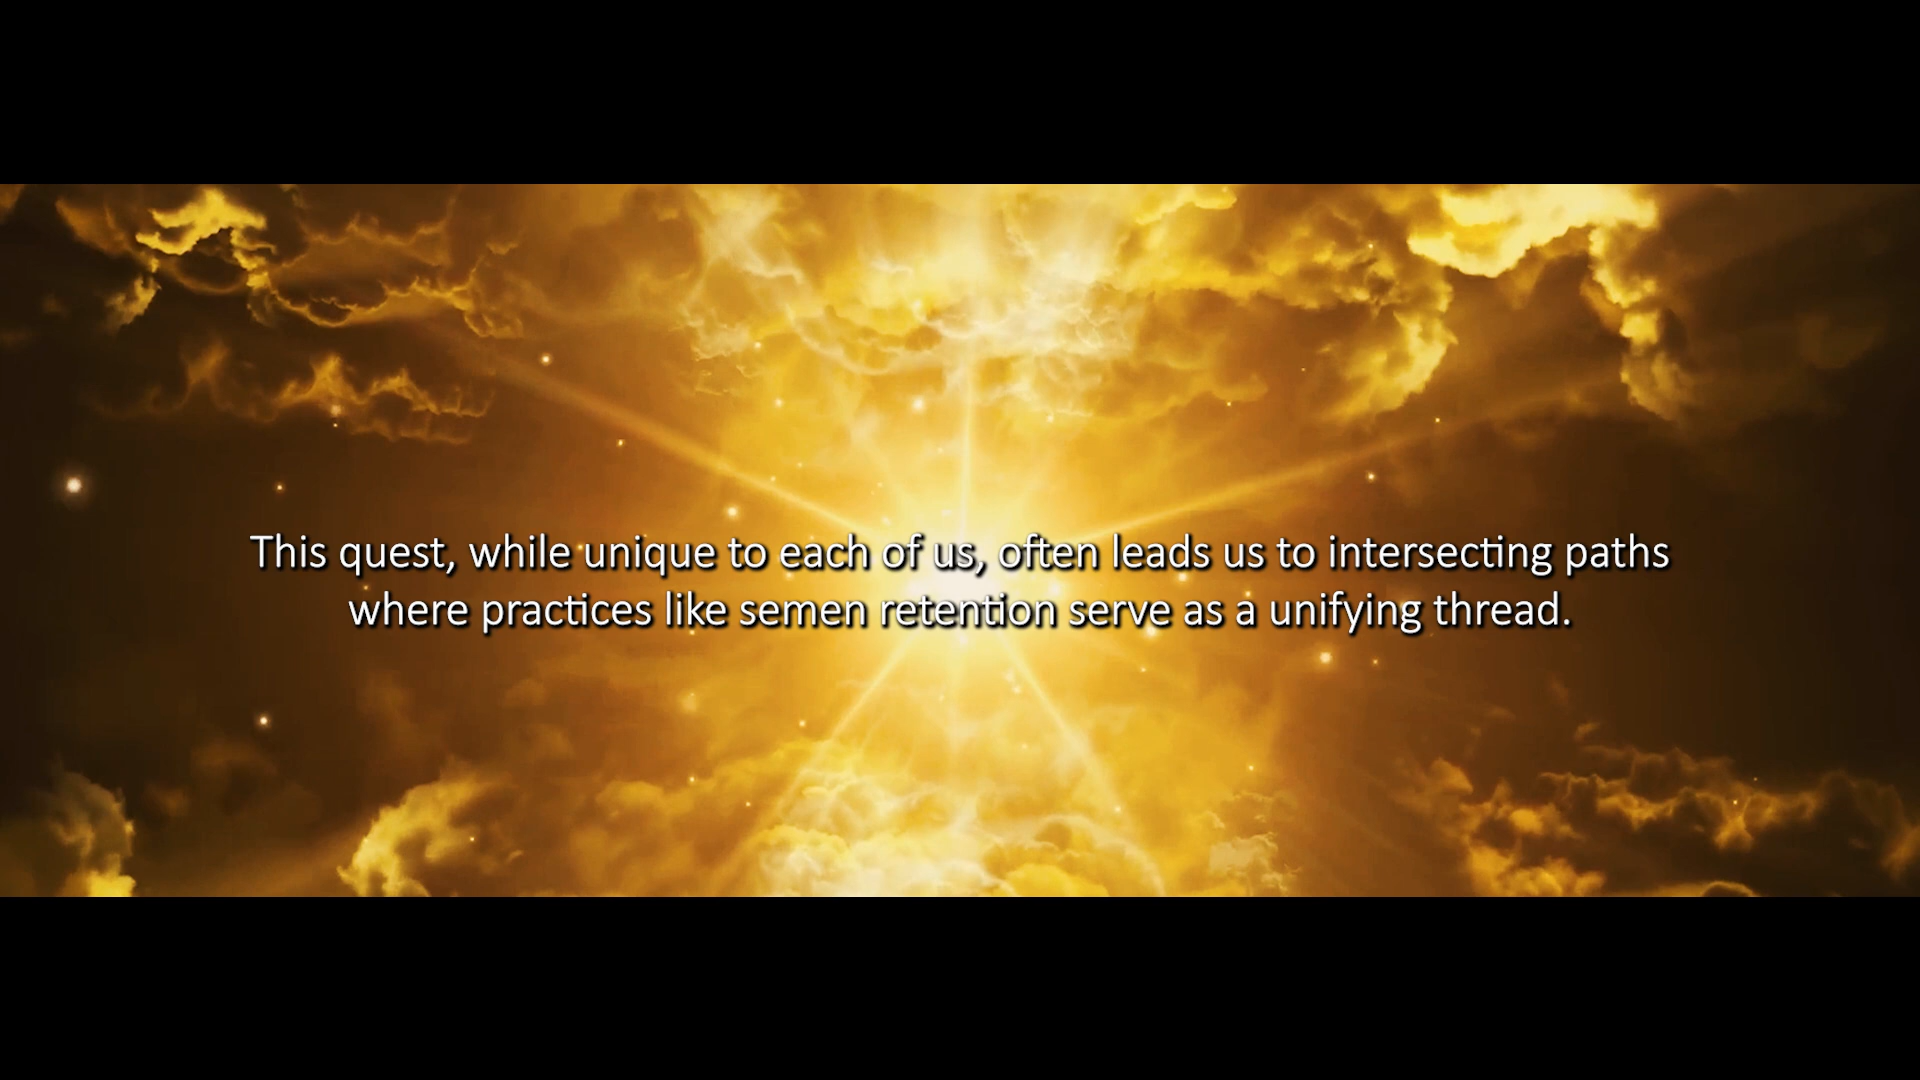 This quest, while unique to each of us, often leads us to intersecting paths
where practices like semen retention serve as a unifying thread.